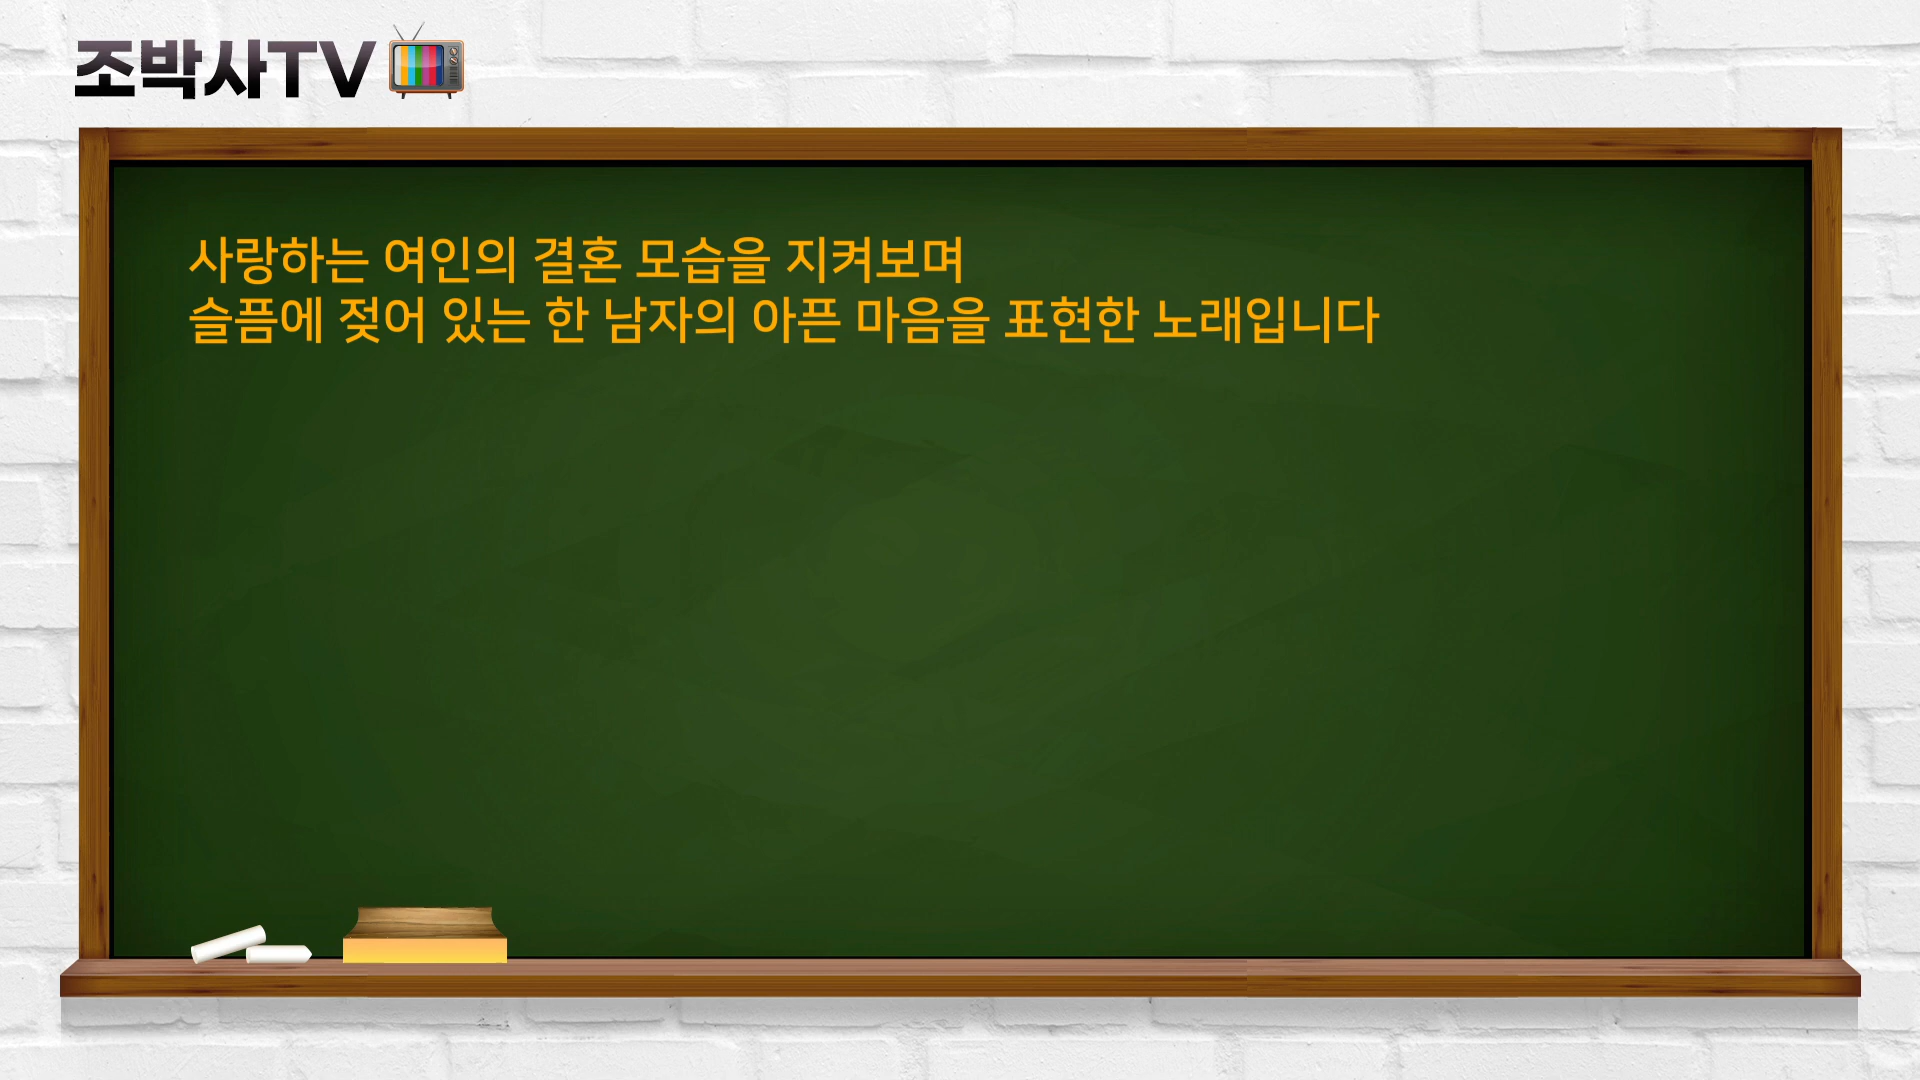 조박사TV
사랑하는 여인의 결혼 모습을 지켜보며
슬픔에 젖어 있는 한 남자의 아픈 마음을 표현한 노래입니다